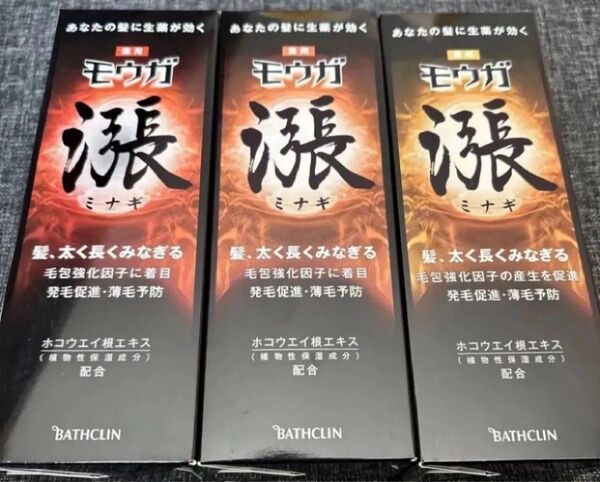 あなたの髪に生薬が効く
薬用
モウガ
漲
ミナギ
髪、太く長くみなぎる
毛包強化因子に着目
発毛促進・薄毛予防
ホコウエイ根エキス
(植物性保湿成分)
配合
BATHCLIN
あなたの髪に生薬が効く
薬用
モウガ
漲
ミナギ
髪、太く長くみなぎる
毛包強化因子に着目
発毛促進・薄毛予防
ホコウエイ根エキス
(植物性保湿成分)
配合
BATHCLIN
あなたの髪に生薬が効く
薬用
モウガ
漲
ミナギ
髪、太く長くみなぎる
毛包強化因子の産生を促進
発毛促進・薄毛予防
ホコウエイ根エキス
(植物性保湿成分)
配合
BATHCLIN